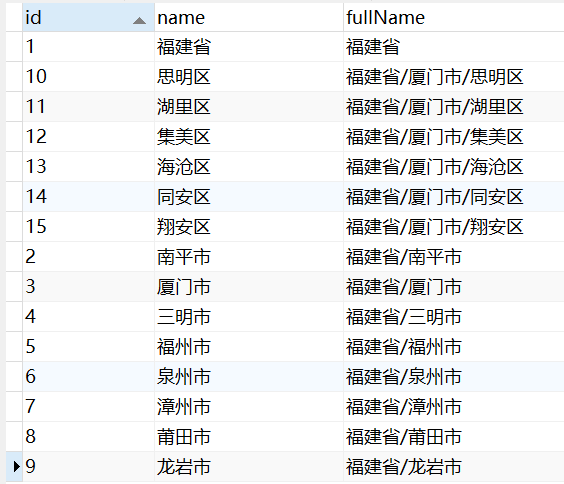 id name fullName
1 福建省 福建省
10 思明区 福建省/厦门市/思明区
11 湖里区 福建省/厦门市/湖里区
12 集美区 福建省/厦门市/集美区
13 海沧区 福建省/厦门市/海沧区
14 同安区 福建省/厦门市/同安区
15 翔安区 福建省/厦门市/翔安区
2 南平市 福建省/南平市
3 厦门市 福建省/厦门市
4 三明市 福建省/三明市
5 福州市 福建省/福州市
6 泉州市 福建省/泉州市
7 漳州市 福建省/漳州市
8 莆田市 福建省/莆田市
9 龙岩市 福建省/龙岩市